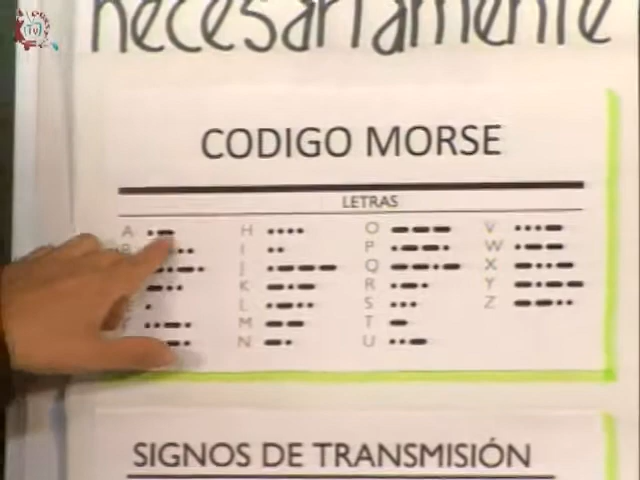 necesariamente
CODIGO MORSE
LETRAS
A H O V
B I P W
J Q X
K R Y
L S Z
M T
N U
SIGNOS DE TRANSMISIÓN